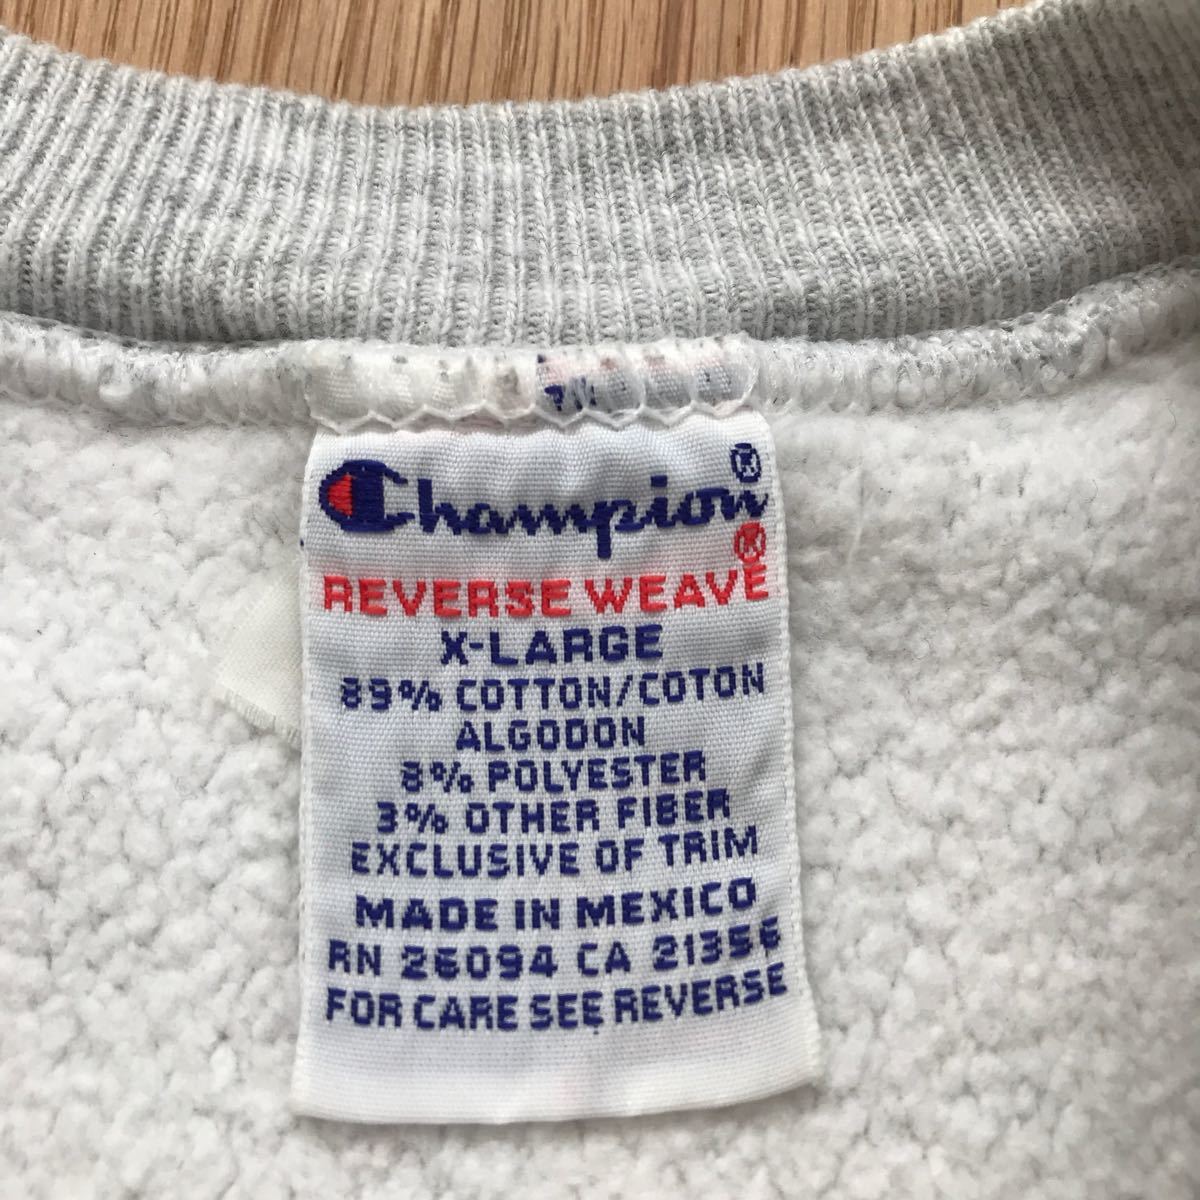 Champion®
REVERSE WEAVE®
X-LARGE
89% COTTON/COTON
ALGODON
8% POLYESTER
3% OTHER FIBER
EXCLUSIVE OF TRIM
MADE IN MEXICO
RN 26094 CA 21356
FOR CARE SEE REVERSE